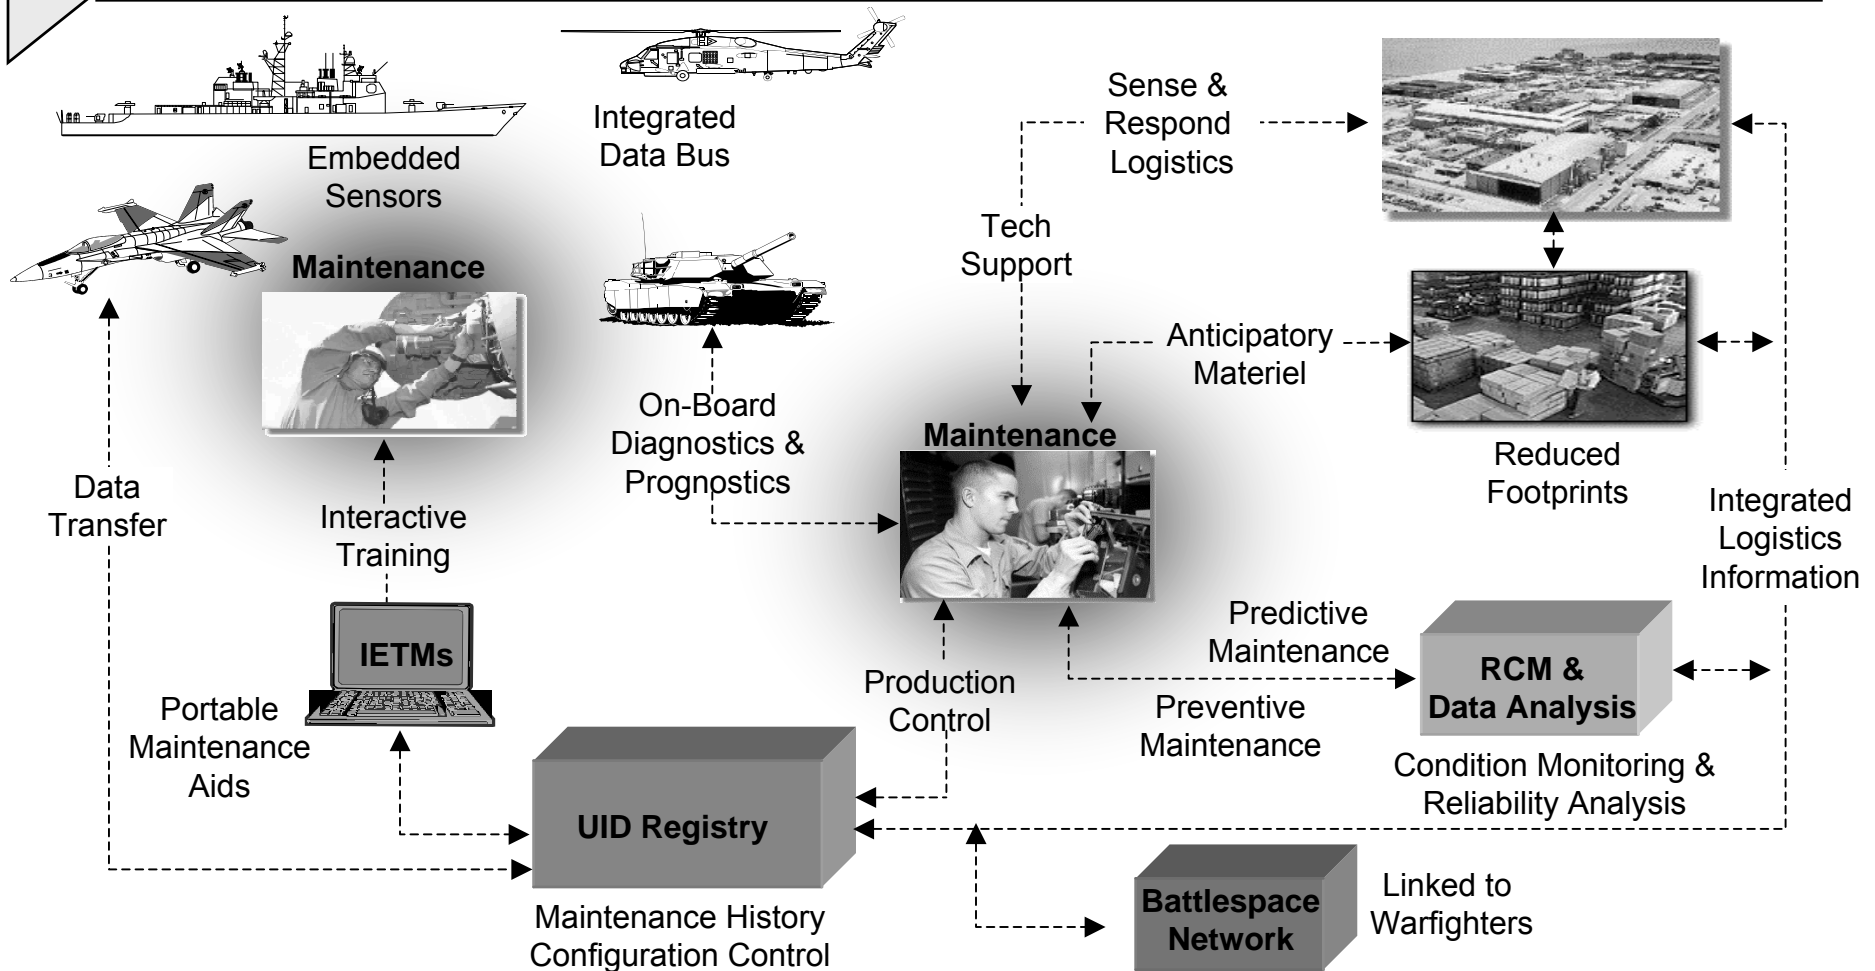 Integrated
Data Bus
Embedded
Sensors
Sense &
Respond
Logistics
Tech
Support
Maintenance
Anticipatory
Materiel
On-Board
Diagnostics &
Prognostics
Maintenance
Reduced
Footprints
Data
Transfer
Interactive
Training
Integrated
Logistics
Information
IETMs
Predictive
Maintenance
RCM &
Data Analysis
Production
Control
Preventive
Maintenance
Portable
Maintenance
Aids
Condition Monitoring &
Reliability Analysis
UID Registry
Maintenance History
Configuration Control
Battlespace
Network
Linked to
Warfighters